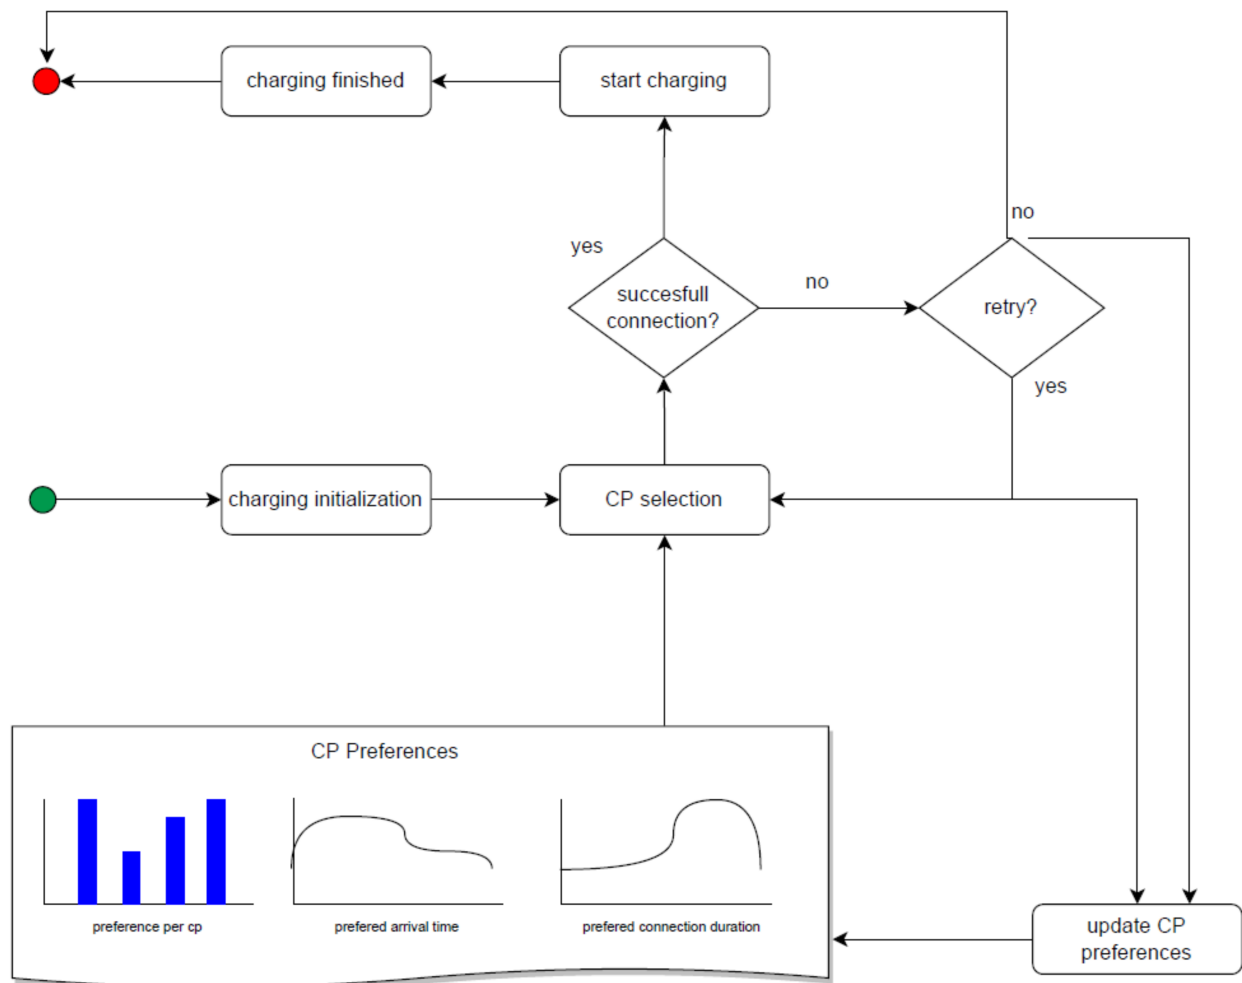 charging finished
start charging
no
yes
succesfull
connection?
no
retry?
yes
charging initialization
CP selection
CP Preferences
preference per cp
prefered arrival time
prefered connection duration
update CP
preferences